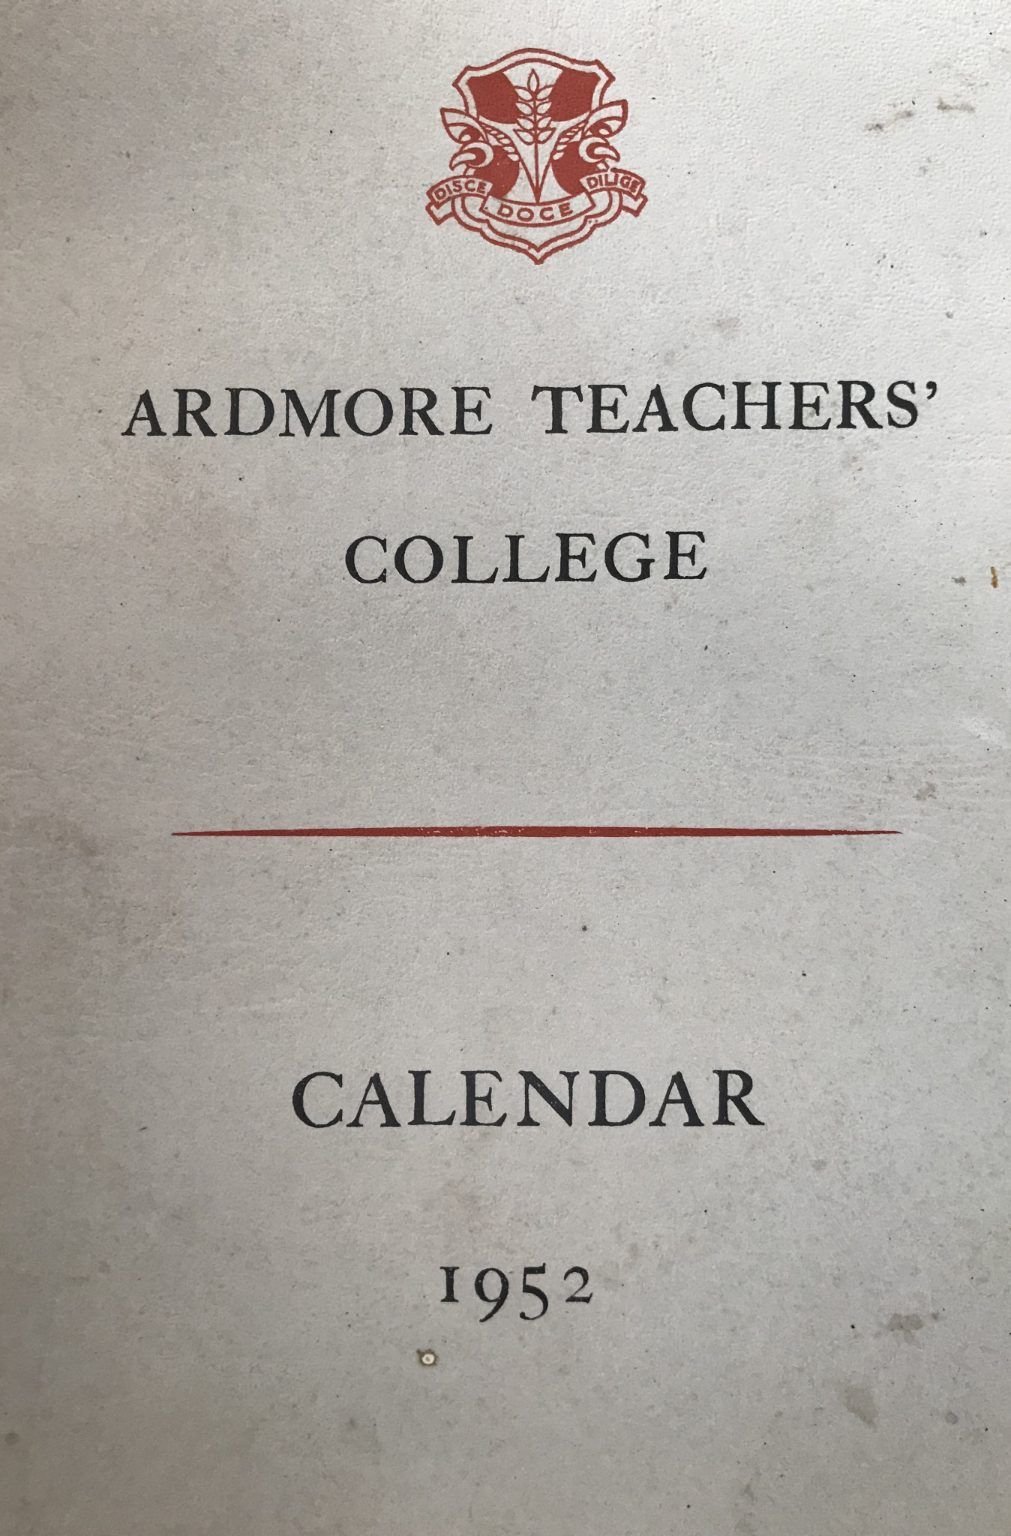 DISCE DOCE DILIGE
ARDMORE TEACHERS’
COLLEGE
CALENDAR
1952